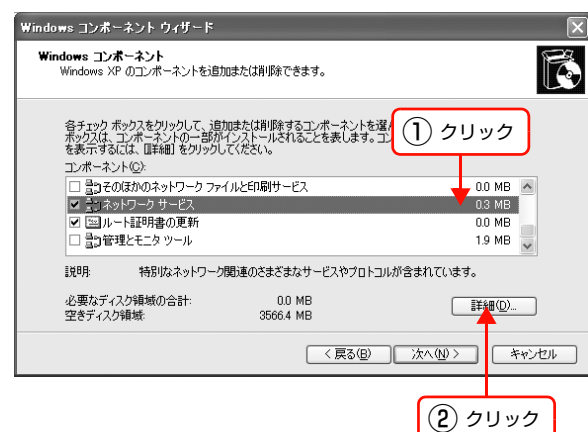 Windows コンポーネント ウィザード
Windows コンポーネント
Windows XP のコンポーネントを追加または削除できます。
各チェック ボックスをクリックして、追加または削除するコンポーネントを選
ボックスは、コンポーネントの一部がインストールされることを表します。コン
を表示するには、[詳細] をクリックしてください。
① クリック
コンポーネント(C):
そのほかのネットワーク ファイルと印刷サービス 0.0 MB
ネットワーク サービス 0.3 MB
ルート証明書の更新 0.0 MB
管理とモニタ ツール 1.9 MB
説明: 特別なネットワーク関連のさまざまなサービスやプロトコルが含まれています。
必要なディスク領域の合計: 0.0 MB
空きディスク領域: 3566.4 MB
詳細(D)...
< 戻る(B) 次へ(N) > キャンセル
② クリック